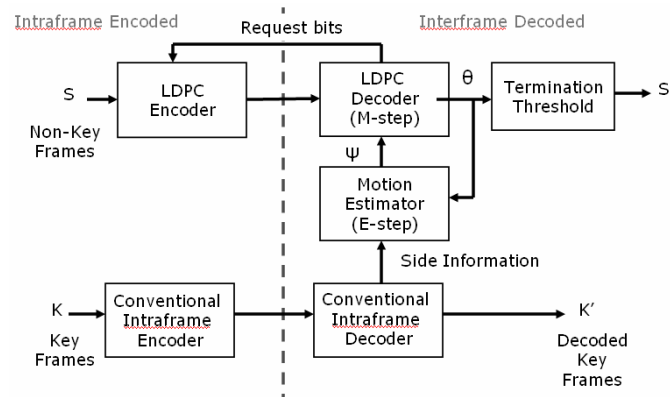 Intraframe Encoded
Interframe Decoded
Request bits
S
Non-Key
Frames
LDPC
Encoder
LDPC
Decoder
(M-step)
θ
Termination
Threshold
S
Ψ
Motion
Estimator
(E-step)
Side Information
K
Key
Frames
Conventional
Intraframe
Encoder
Conventional
Intraframe
Decoder
K'
Decoded
Key
Frames